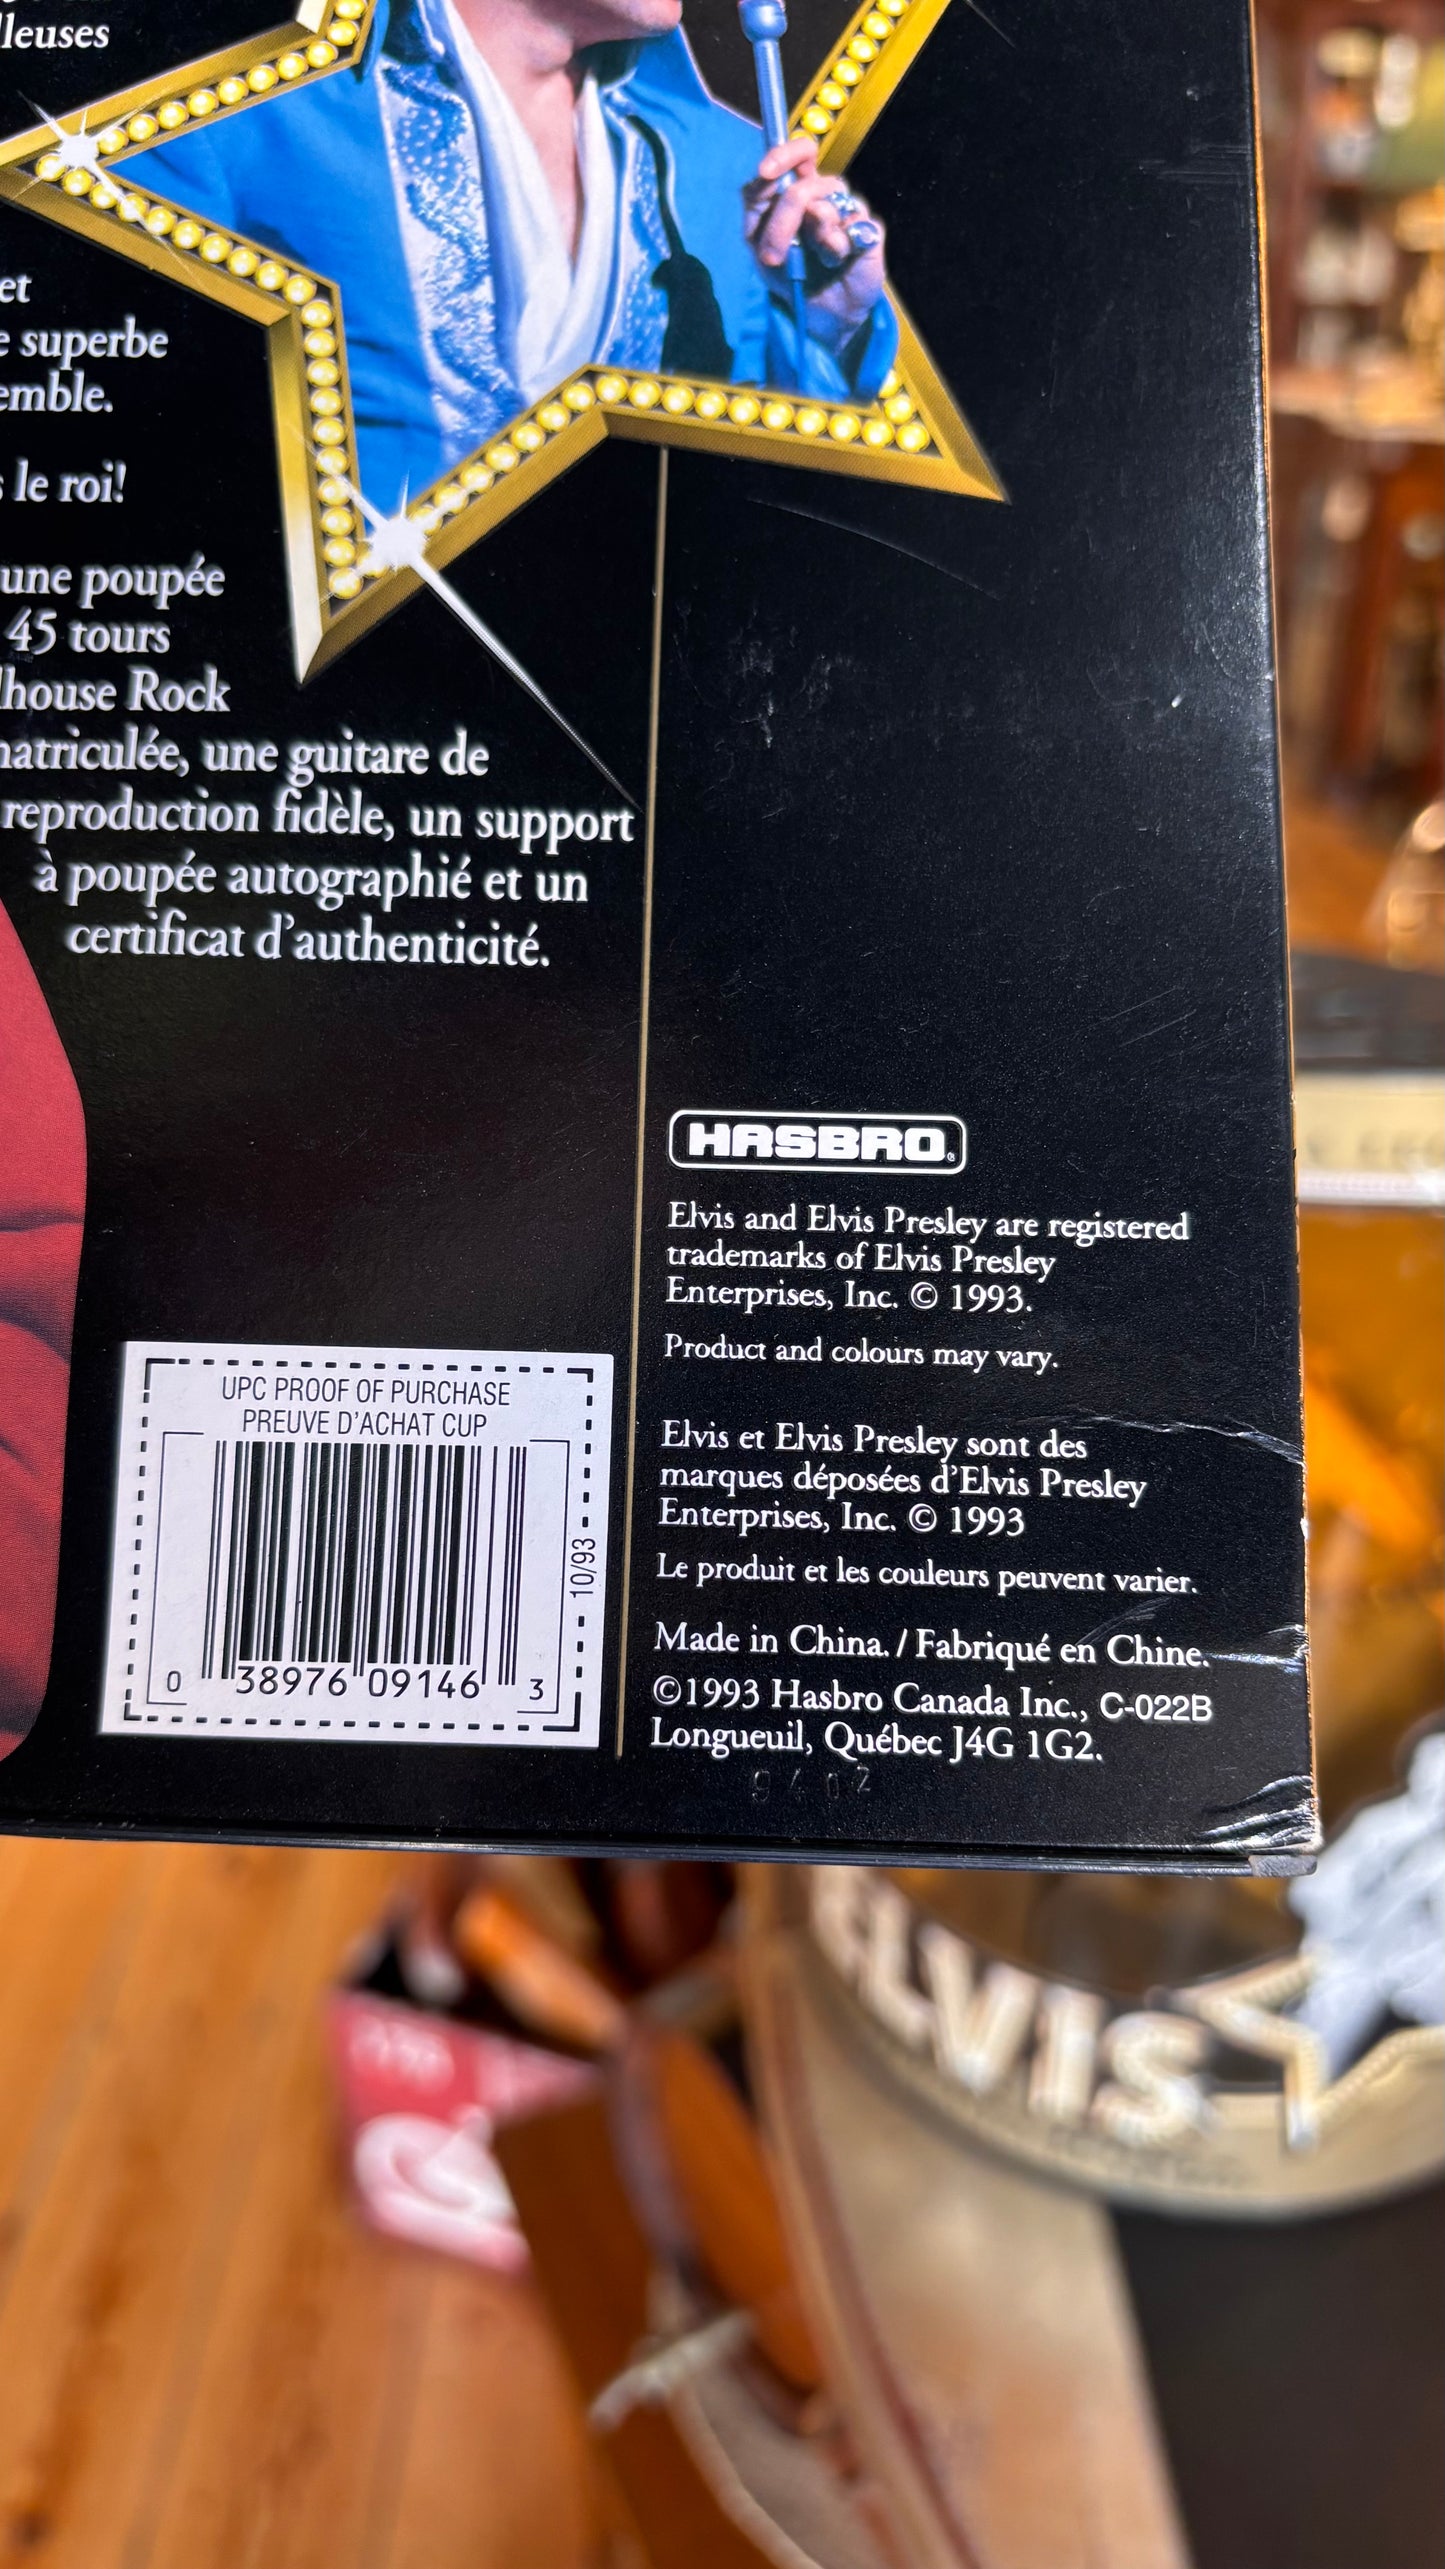 lleuses
et
superbe
emble.
le roi!
une poupée
45 tours
lhouse Rock
natriculée, une guitare de
reproduction fidèle, un support
à poupée autographié et un
certificat d'authenticité.
UPC PROOF OF PURCHASE
PREUVE D'ACHAT CUP
10/93
0 38976 09146 3
HASBRO®
Elvis and Elvis Presley are registered
trademarks of Elvis Presley
Enterprises, Inc. © 1993.
Product and colours may vary.
Elvis et Elvis Presley sont des
marques déposées d'Elvis Presley
Enterprises, Inc. © 1993
Le produit et les couleurs peuvent varier.
Made in China. / Fabriqué en Chine.
©1993 Hasbro Canada Inc., C-022B
Longueuil, Québec J4G 1G2.
9402
ELVIS